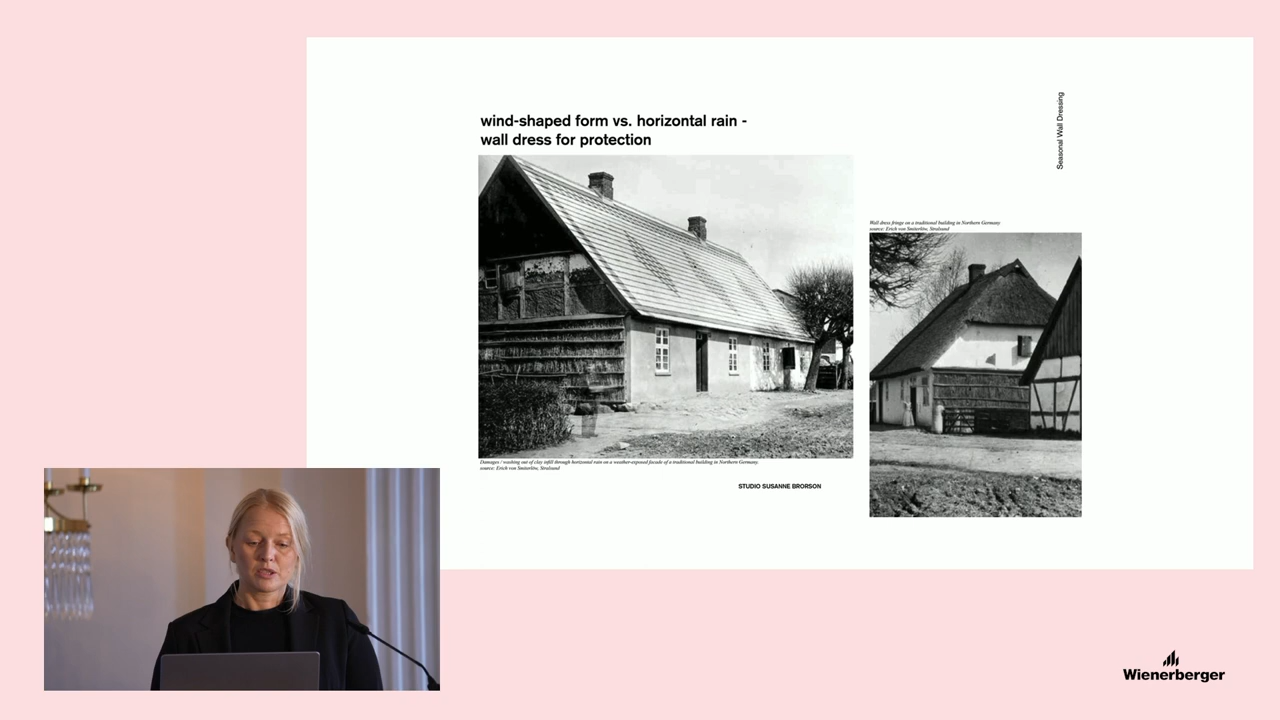 wind-shaped form vs. horizontal rain -
wall dress for protection
Seasonal Wall Dressing
Wall dress fringe on a traditional building in Northern Germany
source: Erich von Smiterlöw, Stralsund
Damages / washing out of clay infill through horizontal rain on a weather-exposed facade of a traditional building in Northern Germany.
source: Erich von Smiterlöw, Stralsund
STUDIO SUSANNE BRORSON
Wienerberger